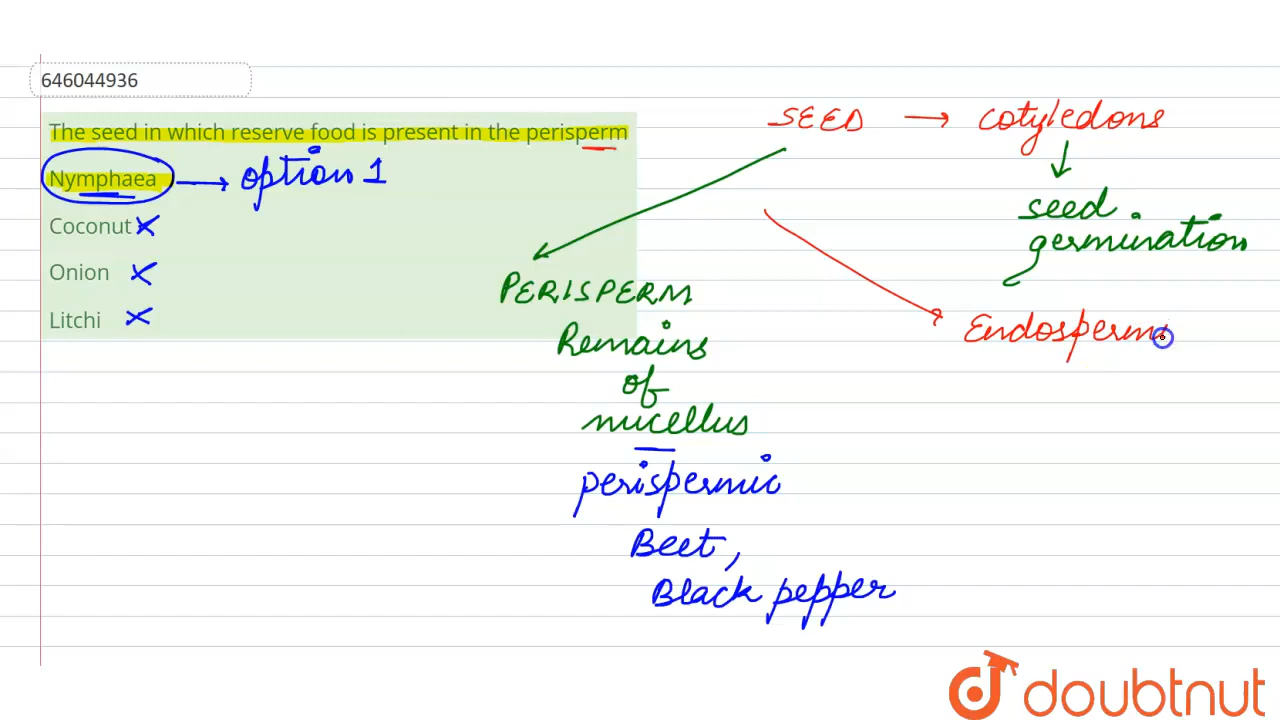 646044936
The seed in which reserve food is present in the perisperm
Nymphaea → option 1
Coconut ×
Onion ×
Litchi ×
SEED → cotyledons
seed
germination
Endosperm
PERISPERM
Remains
of
nucellus
perispermic
Beet,
Black pepper
doubtnut